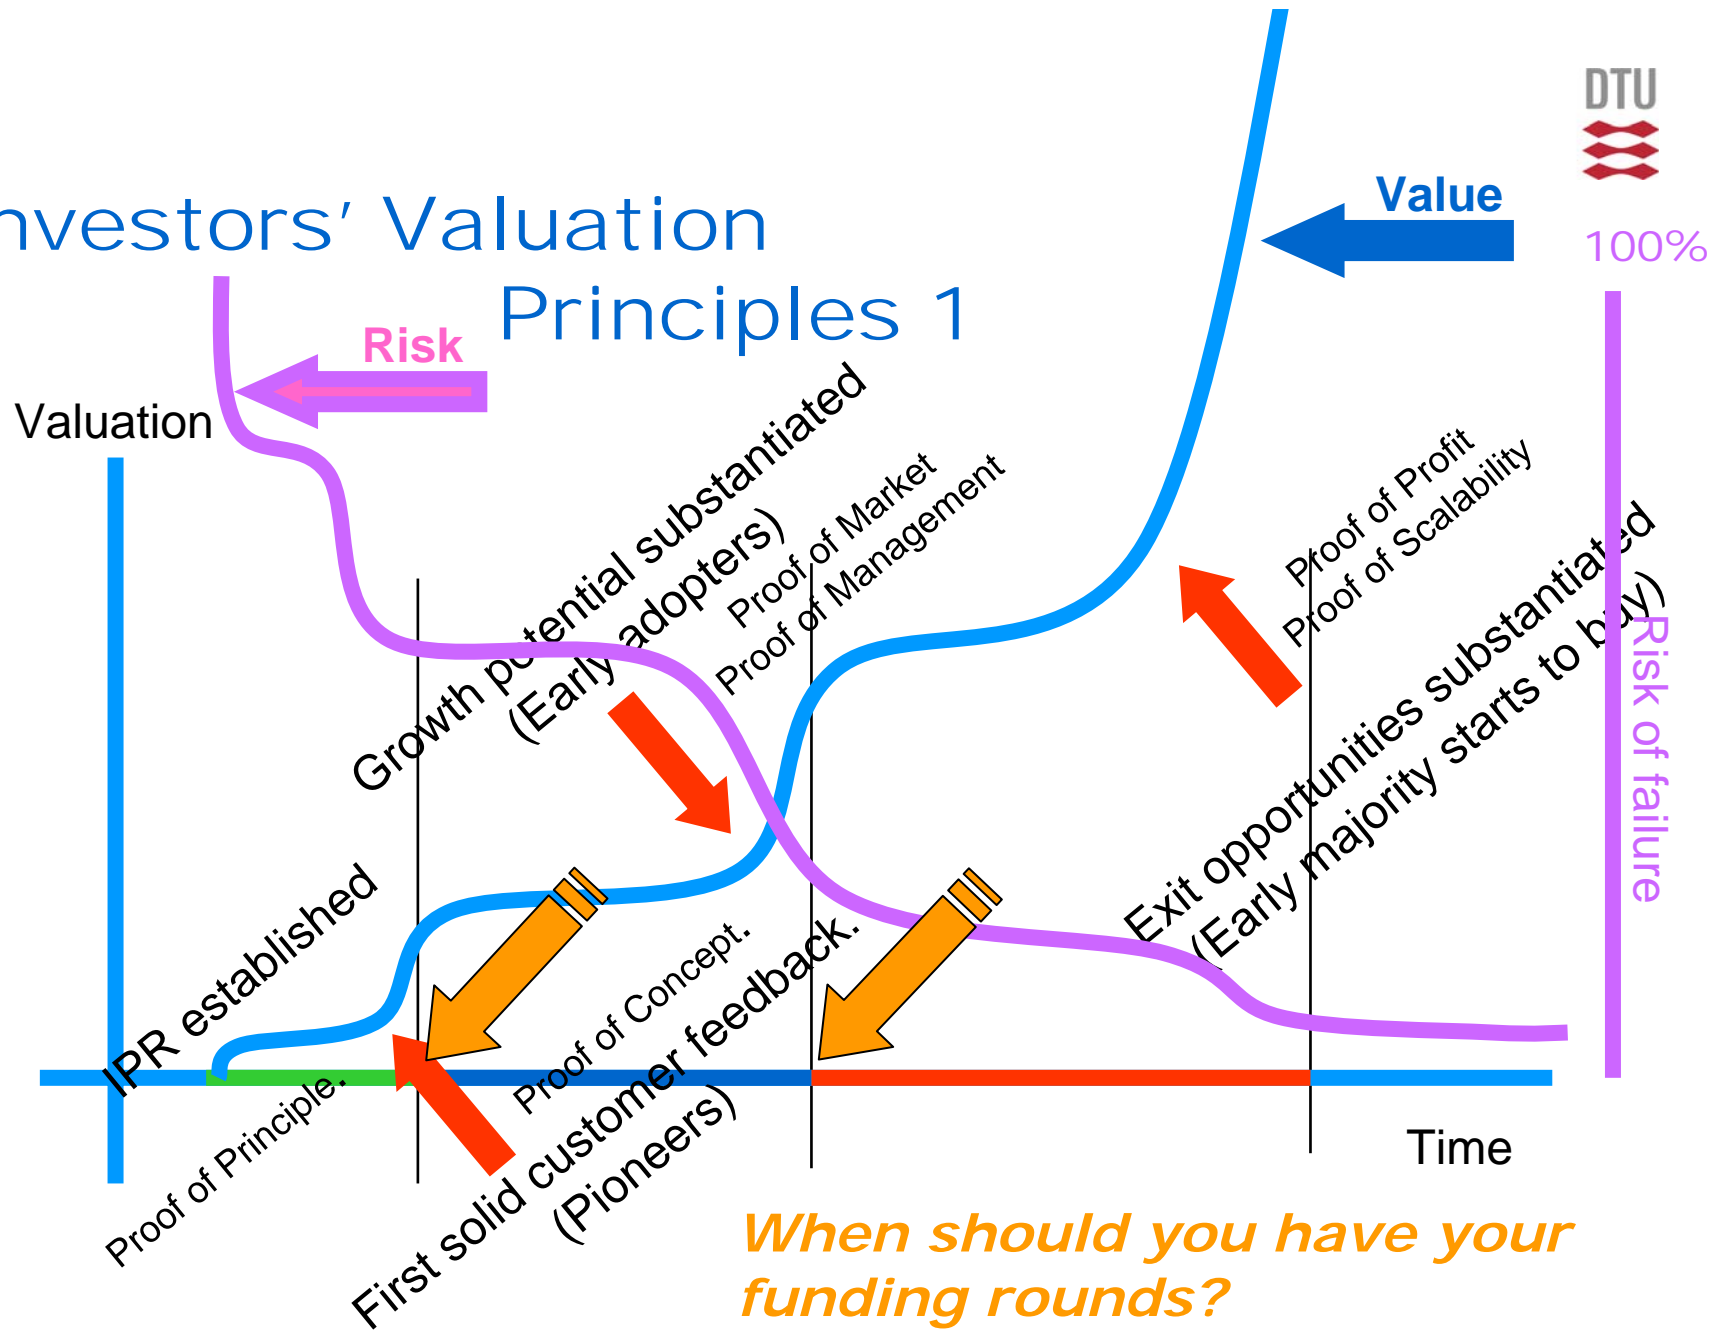 DTU
nvestors' Valuation
Principles 1
Value
100%
Risk
Valuation
Growth potential substantiated
(Early adopters)
Proof of Market
Proof of Management
Proof of Profit
Proof of Scalability
Exit opportunities substantiated
(Early majority starts to buy)
Risk of failure
IPR established
Proof of Principle.
Proof of Concept.
First solid customer feedback.
(Pioneers)
Time
When should you have your
funding rounds?